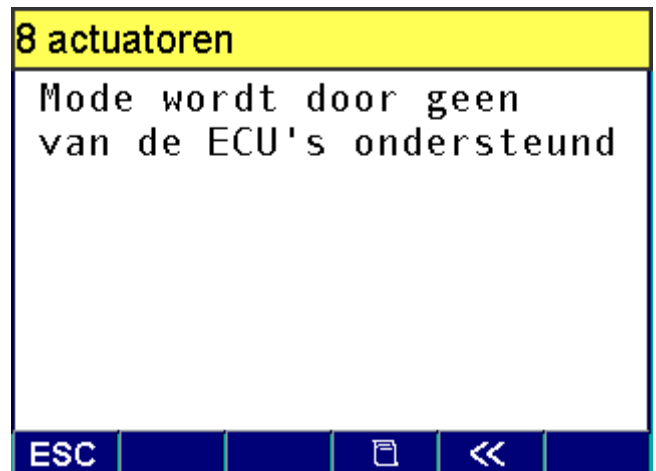 8 actuatoren
Mode wordt door geen
van de ECU's ondersteund
ESC <<